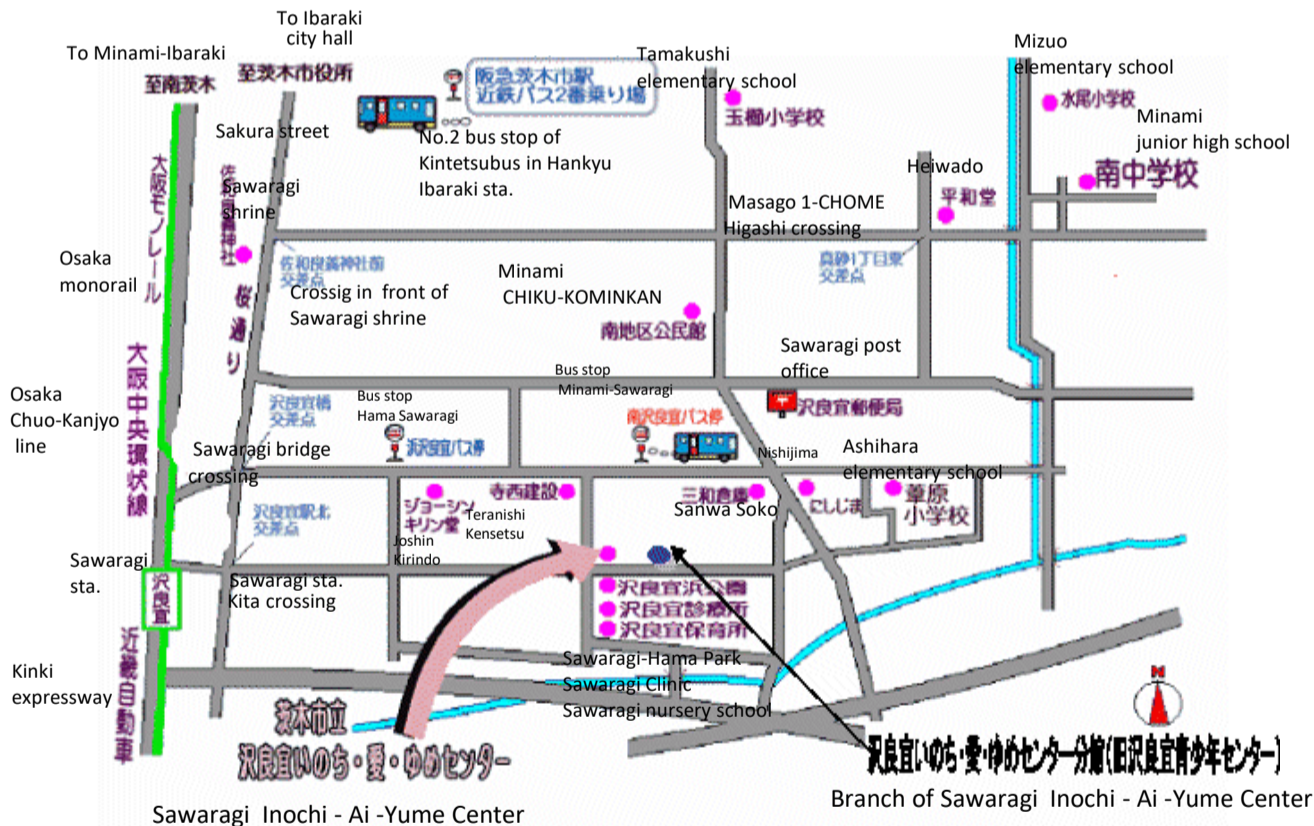 To Ibaraki
city hall
To Minami-Ibaraki
至南茨木
至茨木市役所
阪急茨木市駅
近鉄バス2番乗り場
Tamakushi
elementary school
玉櫛小学校
Mizuo
elementary school
水尾小学校
Minami
junior high school
南中学校
Sakura street
No.2 bus stop of
Kintetsubus in Hankyu
Ibaraki sta.
Heiwado
平和堂
大阪モノレール
Sawaragi
shrine
佐和良義神社
Masago 1-CHOME
Higashi crossing
真砂1丁目東
交差点
Osaka
monorail
佐和良義神社前
交差点
Crossig in front of
Sawaragi shrine
桜通り
Minami
CHIKU-KOMINKAN
南地区公民館
Sawaragi post
office
沢良宜郵便局
大阪中央環状線
Osaka
Chuo-Kanjyo
line
Bus stop
Minami-Sawaragi
南沢良宜バス停
Bus stop
Hama Sawaragi
浜沢良宜バス停
沢良宜橋
交差点
Sawaragi bridge
crossing
Nishijima
にしじま
Ashihara
elementary school
葦原
小学校
沢良宜駅北
交差点
ジョーシン
キリン堂
Joshin
Kirindo
寺西建設
Teranishi
Kensetsu
三和倉庫
Sanwa Soko
Sawaragi
sta.
沢良宜
Sawaragi sta.
Kita crossing
沢良宜浜公園
沢良宜診療所
沢良宜保育所
Sawaragi-Hama Park
Sawaragi Clinic
Sawaragi nursery school
Kinki
expressway
近畿自動車
N
茨木市立
沢良宜いのち・愛・ゆめセンター
Sawaragi Inochi - Ai -Yume Center
沢良宜いのち・愛・ゆめセンター分館(旧沢良宜青少年センター)
Branch of Sawaragi Inochi - Ai -Yume Center